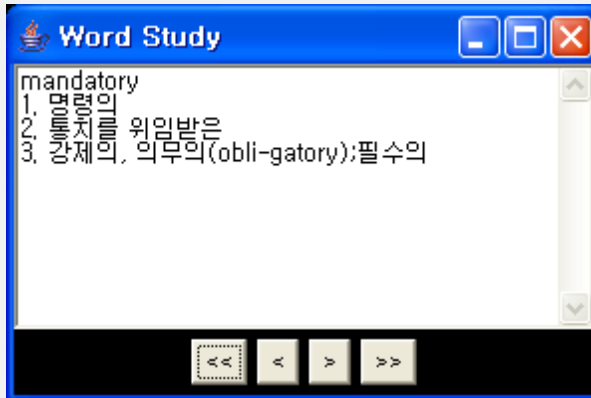 Word Study
mandatory
1. 명령의
2. 통치를 위임받은
3. 강제의, 의무의(obli-gatory);필수의
<< < > >>